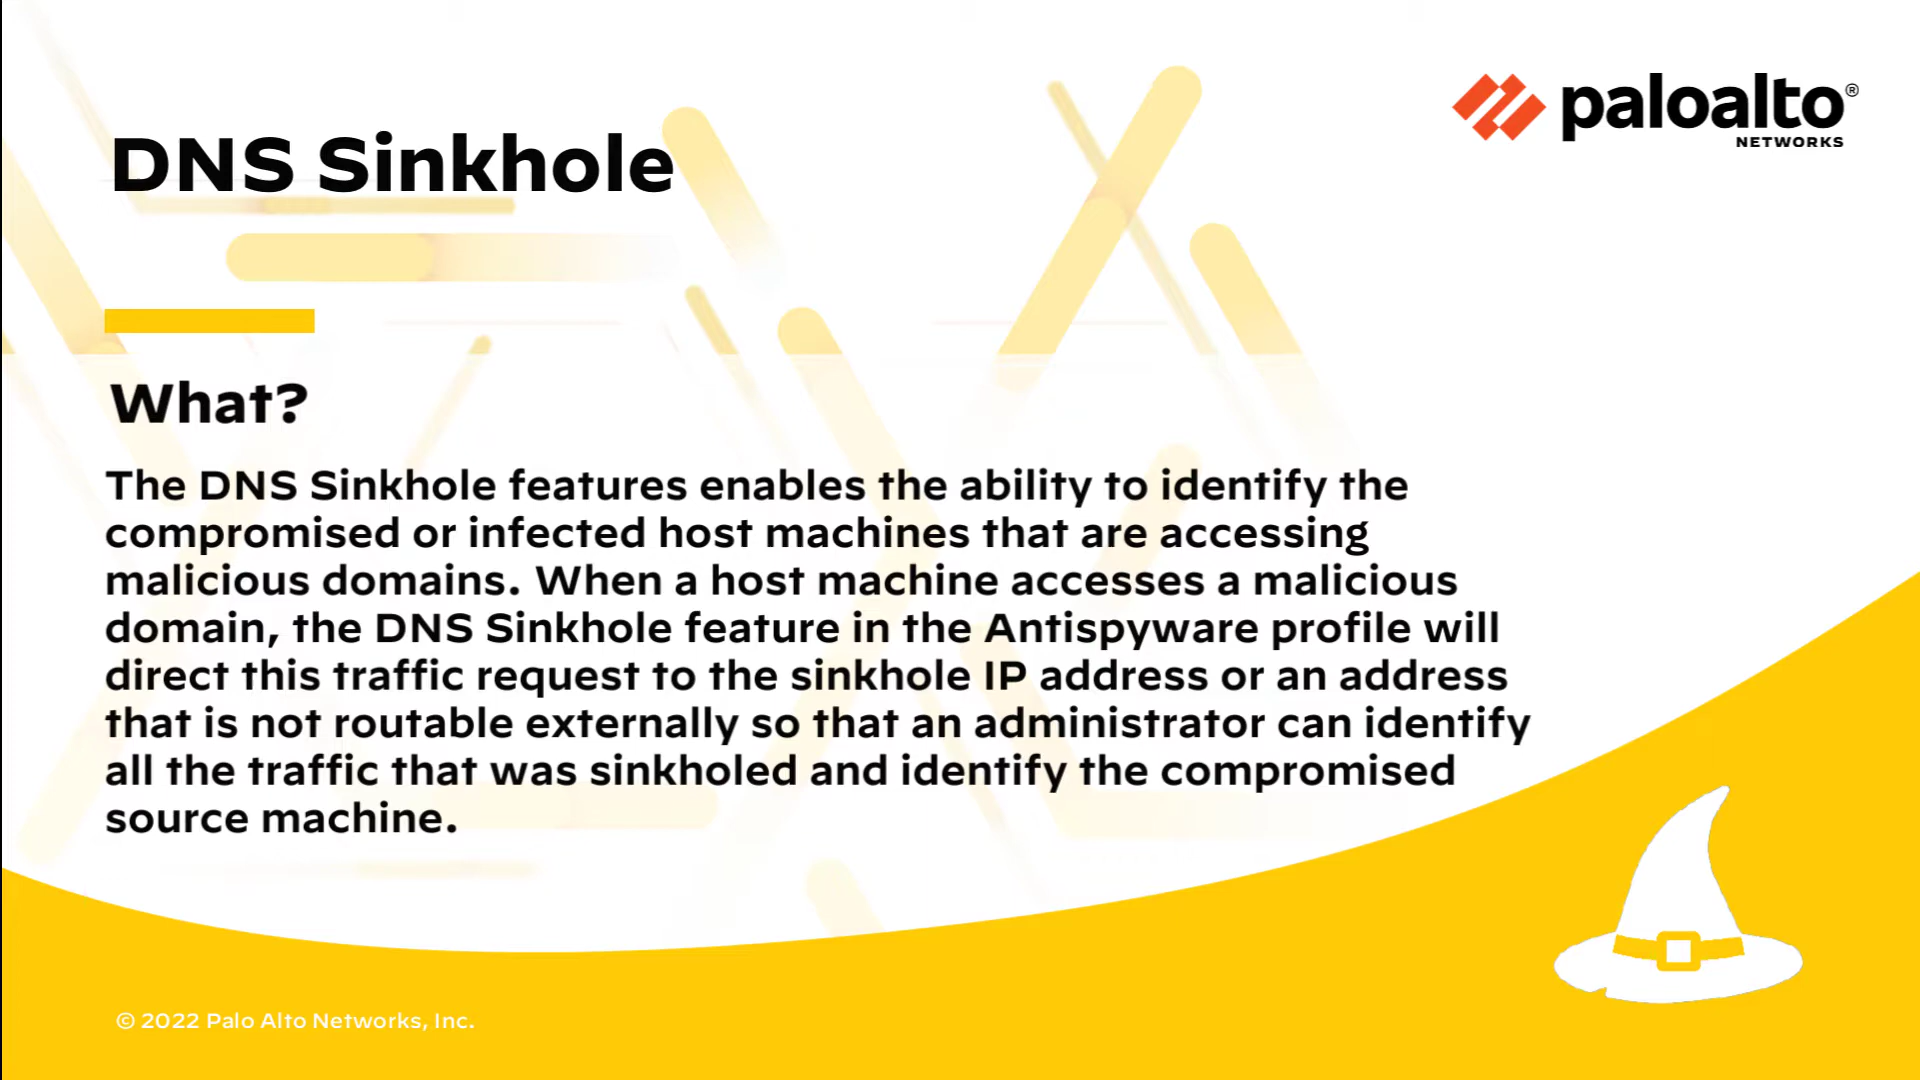 DNS Sinkhole
paloalto®
NETWORKS
What?
The DNS Sinkhole features enables the ability to identify the
compromised or infected host machines that are accessing
malicious domains. When a host machine accesses a malicious
domain, the DNS Sinkhole feature in the Antispyware profile will
direct this traffic request to the sinkhole IP address or an address
that is not routable externally so that an administrator can identify
all the traffic that was sinkholed and identify the compromised
source machine.
© 2022 Palo Alto Networks, Inc.